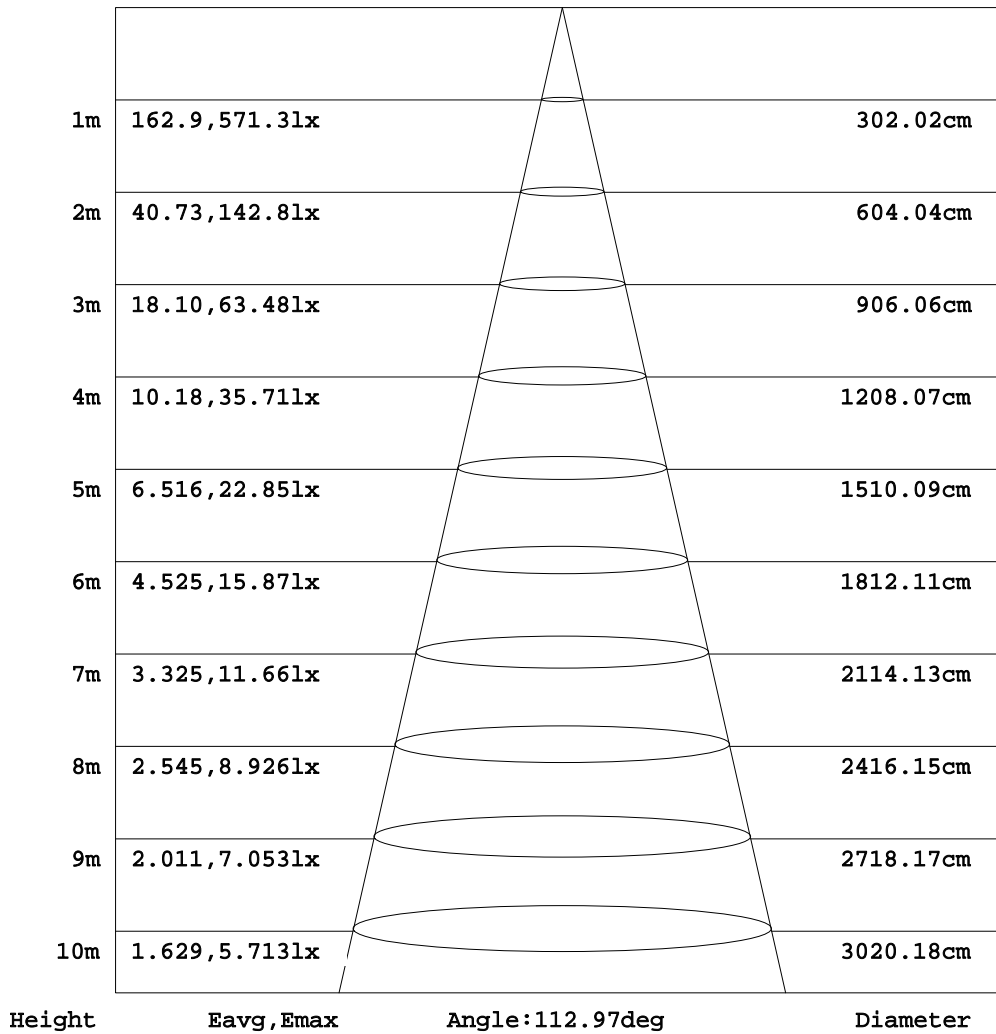 1m 162.9,571.3lx 302.02cm
2m 40.73,142.8lx 604.04cm
3m 18.10,63.48lx 906.06cm
4m 10.18,35.71lx 1208.07cm
5m 6.516,22.85lx 1510.09cm
6m 4.525,15.87lx 1812.11cm
7m 3.325,11.66lx 2114.13cm
8m 2.545,8.926lx 2416.15cm
9m 2.011,7.053lx 2718.17cm
10m 1.629,5.713lx 3020.18cm
Height Eavg,Emax Angle:112.97deg Diameter